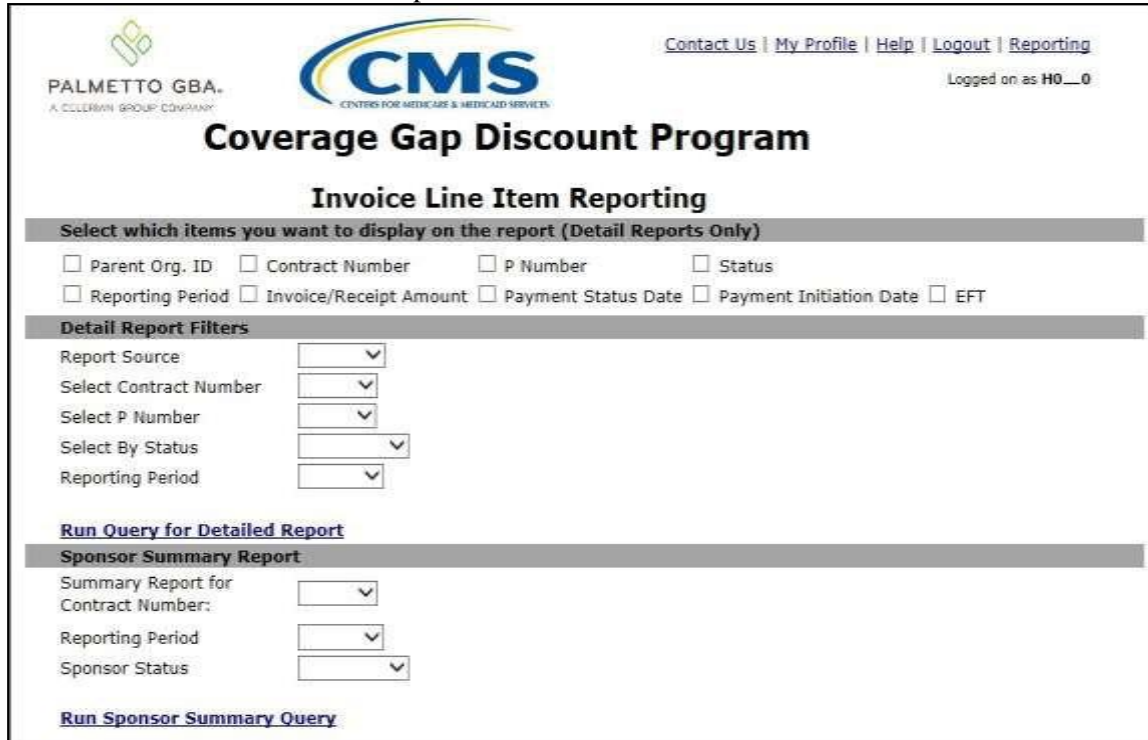 PALMETTO GBA.
A CELERIAN GROUP COMPANY
CMS
CENTERS FOR MEDICARE & MEDICAID SERVICES
Contact Us | My Profile | Help | Logout | Reporting
Logged on as H0__0
Coverage Gap Discount Program
Invoice Line Item Reporting
Select which items you want to display on the report (Detail Reports Only)
Parent Org. ID Contract Number P Number Status
Reporting Period Invoice/Receipt Amount Payment Status Date Payment Initiation Date EFT
Detail Report Filters
Report Source
Select Contract Number
Select P Number
Select By Status
Reporting Period
Run Query for Detailed Report
Sponsor Summary Report
Summary Report for
Contract Number:
Reporting Period
Sponsor Status
Run Sponsor Summary Query